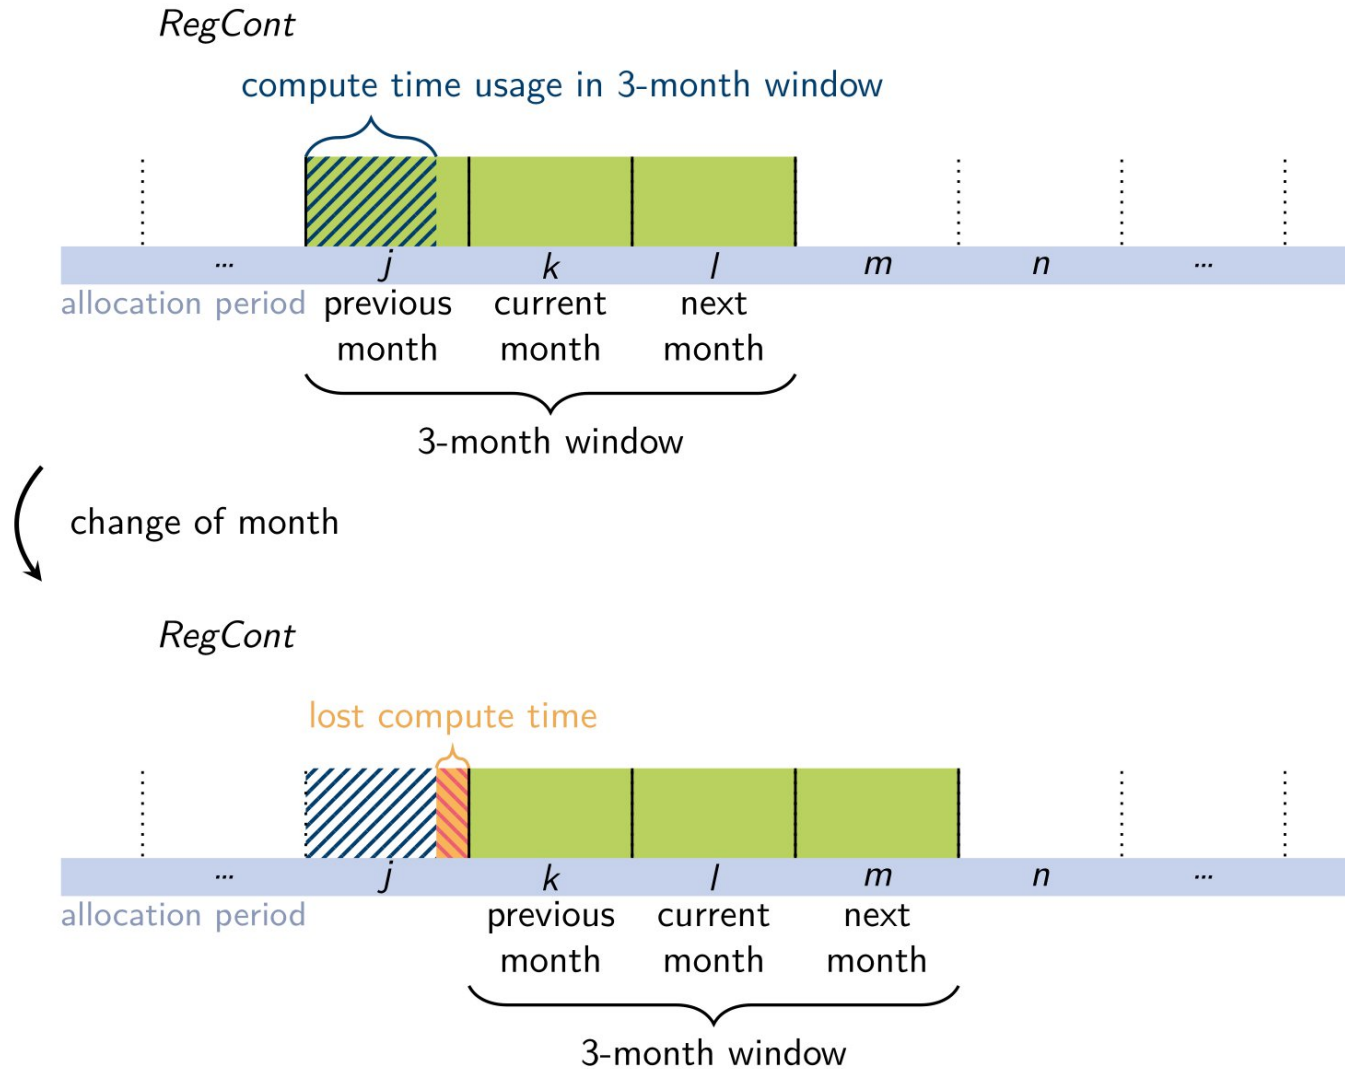 RegCont
compute time usage in 3-month window
... j k l m n ...
allocation period previous current next
month month month
3-month window
change of month
RegCont
lost compute time
... j k l m n ...
allocation period previous current next
month month month
3-month window